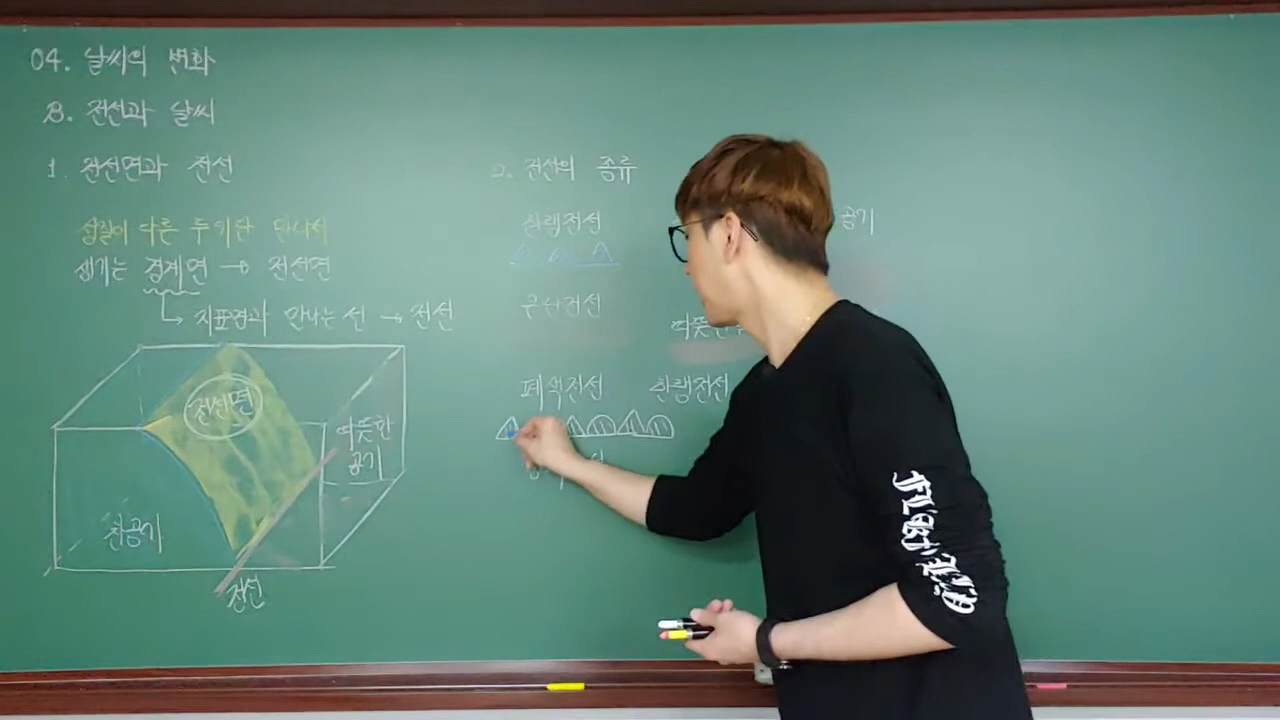 04. 날씨의 변화
B. 전선과 날씨
1. 전선면과 전선
성질이 다른 두 기단 만나서
생기는 경계면 → 전선면
→ 지표면과 만나는 선 → 전선
전선면
따뜻한
공기
찬공기
전선
2. 전선의 종류
한랭전선
공기
온난전선
따뜻한
폐색전선 한랭전선